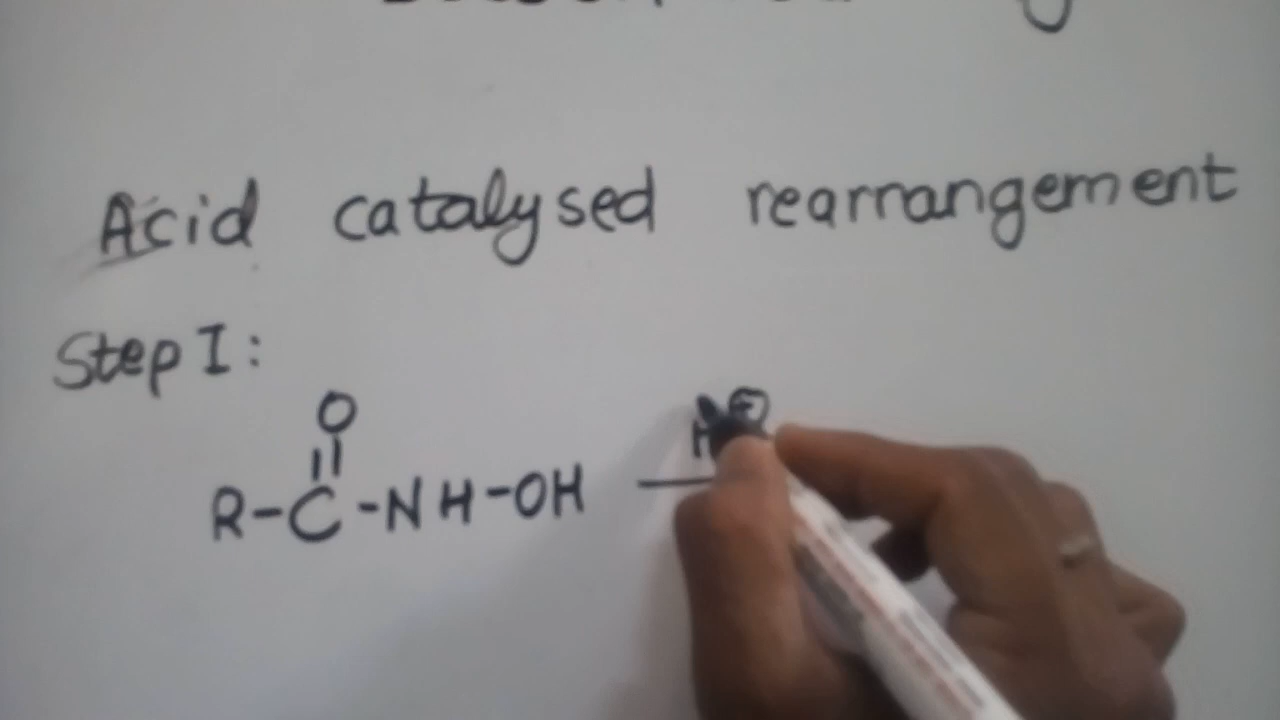 Acid catalysed rearrangement
Step I:
O
R-C-NH-OH
H⊕